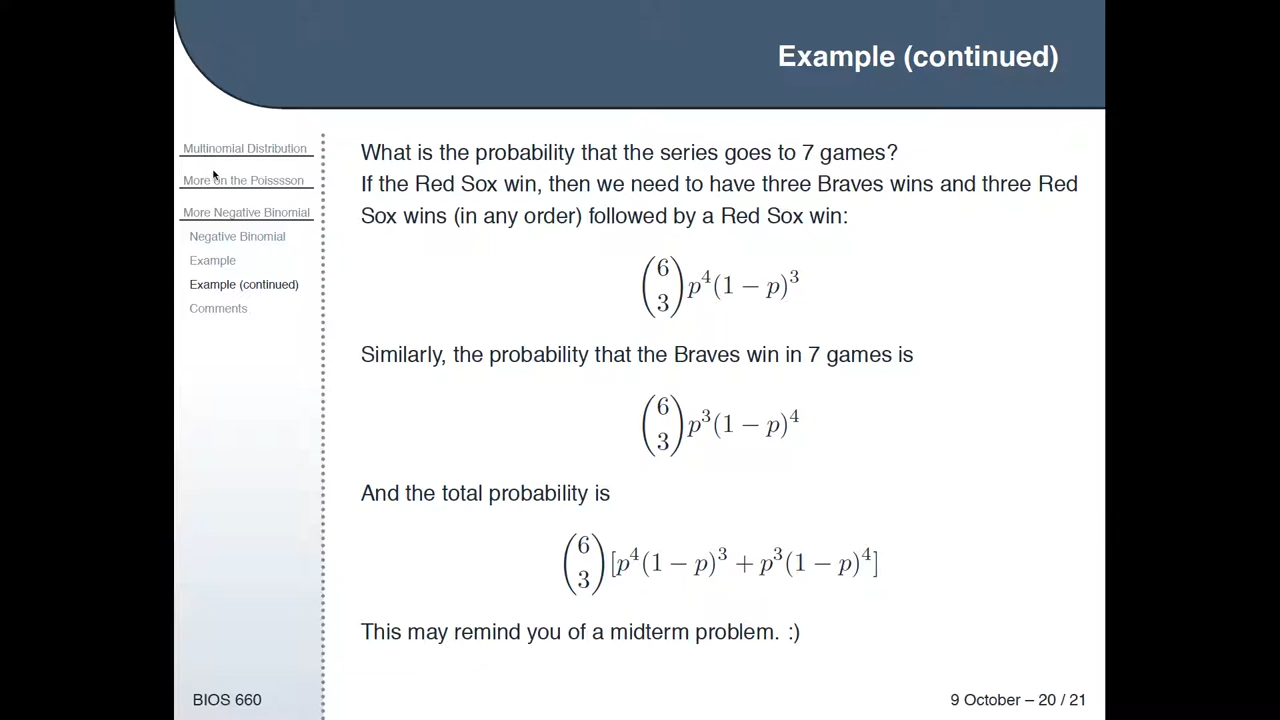 Example (continued)
Multinomial Distribution
More on the Poisssson
More Negative Binomial
Negative Binomial
Example
Example (continued)
Comments
What is the probability that the series goes to 7 games?
If the Red Sox win, then we need to have three Braves wins and three Red
Sox wins (in any order) followed by a Red Sox win:
(6 3) p^4(1 − p)^3
Similarly, the probability that the Braves win in 7 games is
(6 3) p^3(1 − p)^4
And the total probability is
(6 3) [p^4(1 − p)^3 + p^3(1 − p)^4]
This may remind you of a midterm problem. :)
BIOS 660
9 October – 20 / 21